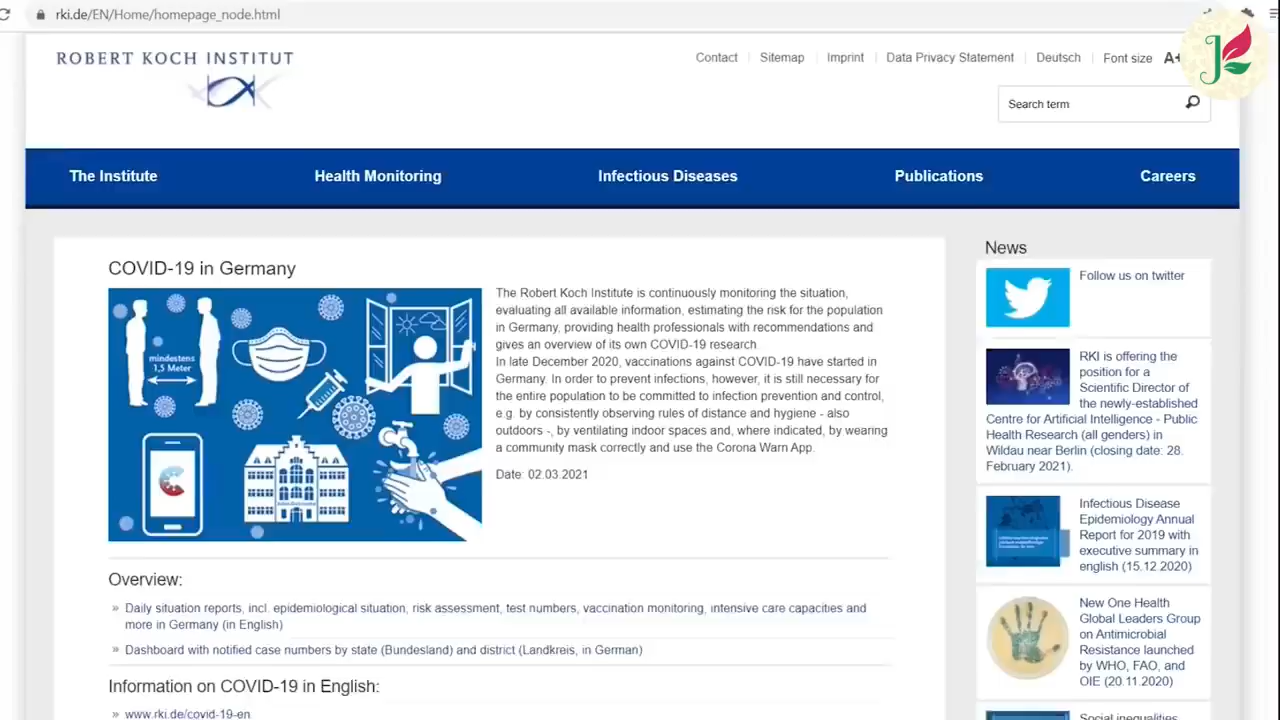 rki.de/EN/Home/homepage_node.html
ROBERT KOCH INSTITUT
Contact
Sitemap
Imprint
Data Privacy Statement
Deutsch
Font size A+
Search term
The Institute
Health Monitoring
Infectious Diseases
Publications
Careers
COVID-19 in Germany
mindestens
1,5 Meter
The Robert Koch Institute is continuously monitoring the situation,
evaluating all available information, estimating the risk for the population
in Germany, providing health professionals with recommendations and
gives an overview of its own COVID-19 research.
In late December 2020, vaccinations against COVID-19 have started in
Germany. In order to prevent infections, however, it is still necessary for
the entire population to be committed to infection prevention and control,
e.g. by consistently observing rules of distance and hygiene - also
outdoors -, by ventilating indoor spaces and, where indicated, by wearing
a community mask correctly and use the Corona Warn App.
Date: 02.03.2021
Overview:
» Daily situation reports, incl. epidemiological situation, risk assessment, test numbers, vaccination monitoring, intensive care capacities and
more in Germany (in English)
» Dashboard with notified case numbers by state (Bundesland) and district (Landkreis, in German)
Information on COVID-19 in English:
» www.rki.de/covid-19-en
News
Follow us on twitter
RKI is offering the
position for a
Scientific Director of
the newly-established
Centre for Artificial Intelligence - Public
Health Research (all genders) in
Wildau near Berlin (closing date: 28.
February 2021).
Infectious Disease
Epidemiology Annual
Report for 2019 with
executive summary in
english (15.12.2020)
New One Health
Global Leaders Group
on Antimicrobial
Resistance launched
by WHO, FAO, and
OIE (20.11.2020)
Social inequalities